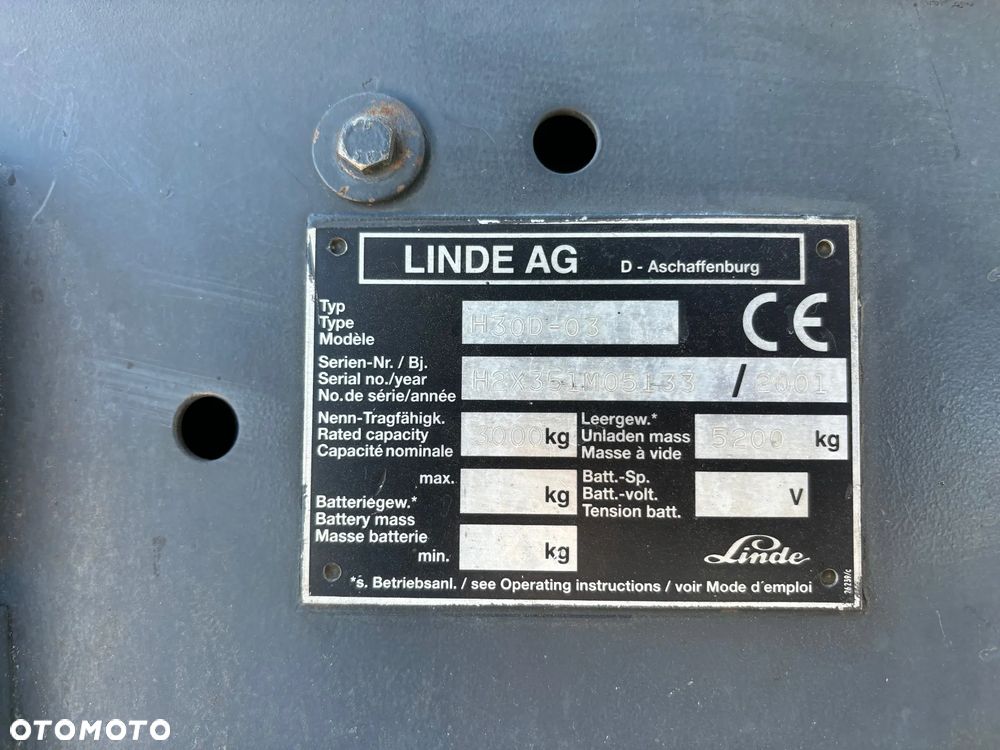 LINDE AG D - Aschaffenburg
Typ
Type
Modèle
H30D-03
CE
Serien-Nr. / Bj.
Serial no./year
No.de série/année
H2X351M05133 / 2001
Nenn-Tragfähigk.
Rated capacity
Capacité nominale
3000 kg
Leergew.*
Unladen mass
Masse à vide
5200 kg
max. kg
Batteriegew.*
Battery mass
Masse batterie
min. kg
Batt.-Sp.
Batt.-volt.
Tension batt.
V
Linde
*s. Betriebsanl. / see Operating instructions / voir Mode d´emploi
OTOMOTO